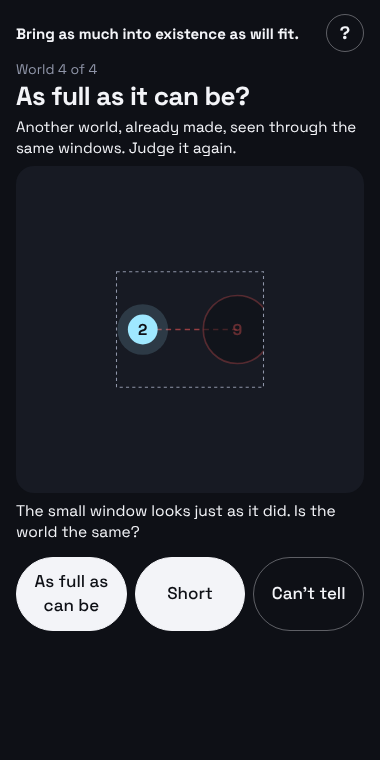 Bring as much into existence as will fit.
?
World 4 of 4
As full as it can be?
Another world, already made, seen through the
same windows. Judge it again.
2
9
The small window looks just as it did. Is the
world the same?
As full as
can be
Short
Can't tell